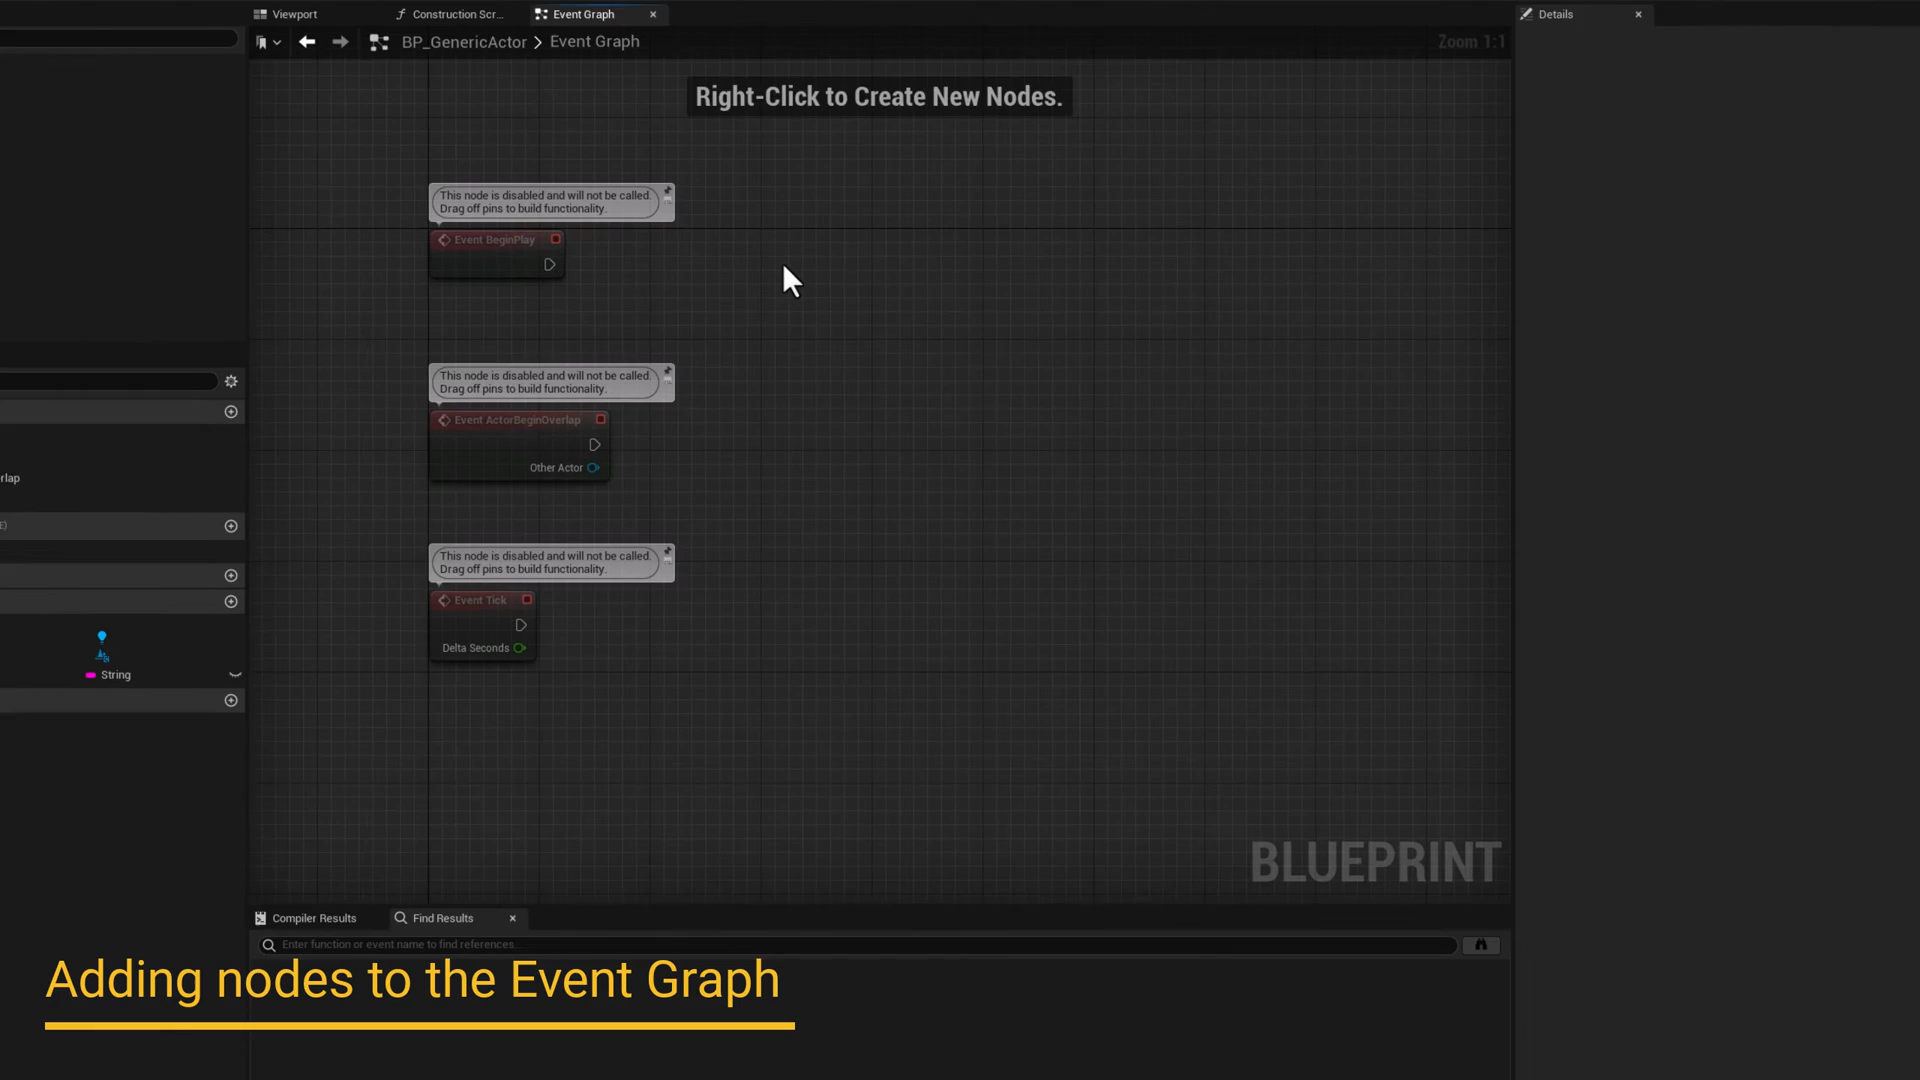 Viewport
Construction Scr...
Event Graph
Details
BP_GenericActor > Event Graph
Zoom 1:1
Right-Click to Create New Nodes.
This node is disabled and will not be called.
Drag off pins to build functionality.
Event BeginPlay
This node is disabled and will not be called.
Drag off pins to build functionality.
Event ActorBeginOverlap
Other Actor
rlap
E)
This node is disabled and will not be called.
Drag off pins to build functionality.
Event Tick
Delta Seconds
String
BLUEPRINT
Compiler Results
Find Results
Enter function or event name to find references...
Adding nodes to the Event Graph